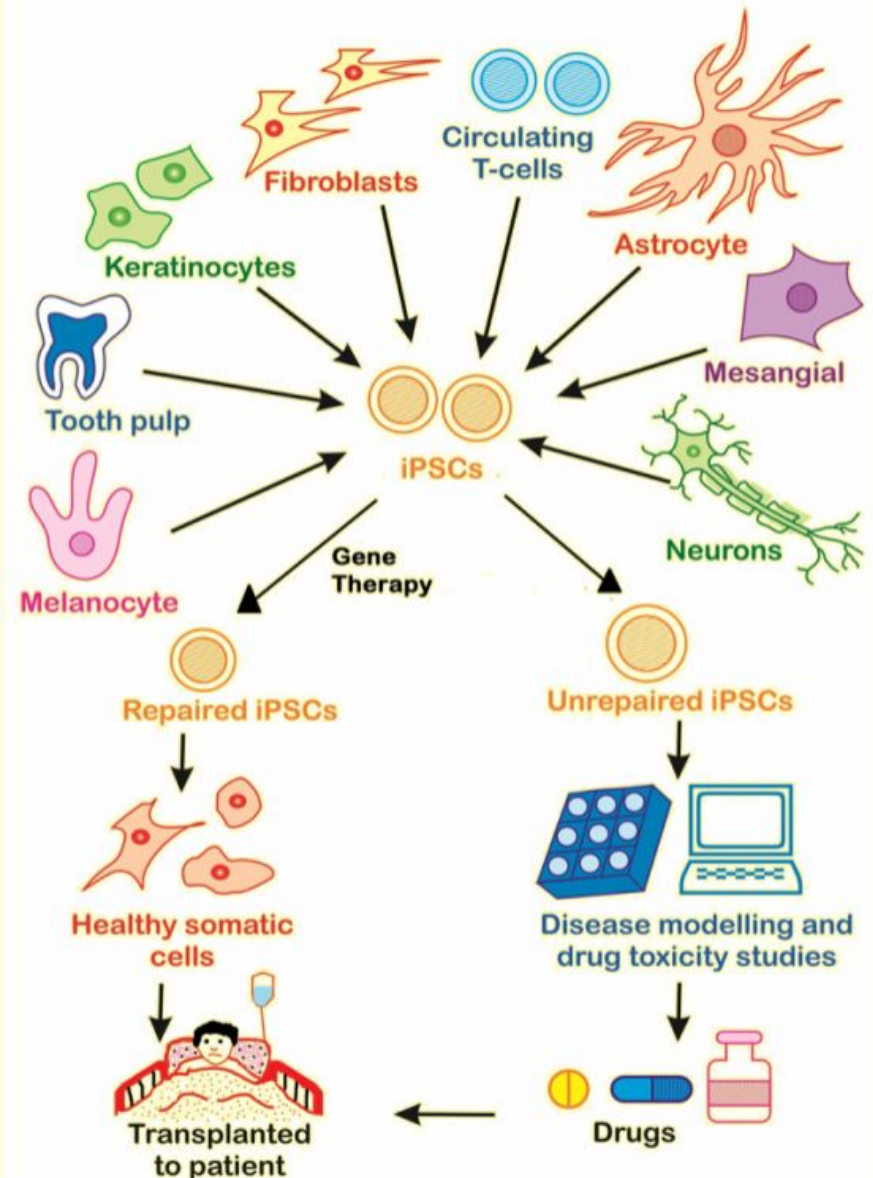 Circulating
T-cells
Fibroblasts
Astrocyte
Keratinocytes
Mesangial
Tooth pulp
iPSCs
Neurons
Gene
Therapy
Melanocyte
Repaired iPSCs
Unrepaired iPSCs
Healthy somatic
cells
Disease modelling and
drug toxicity studies
Transplanted
to patient
Drugs